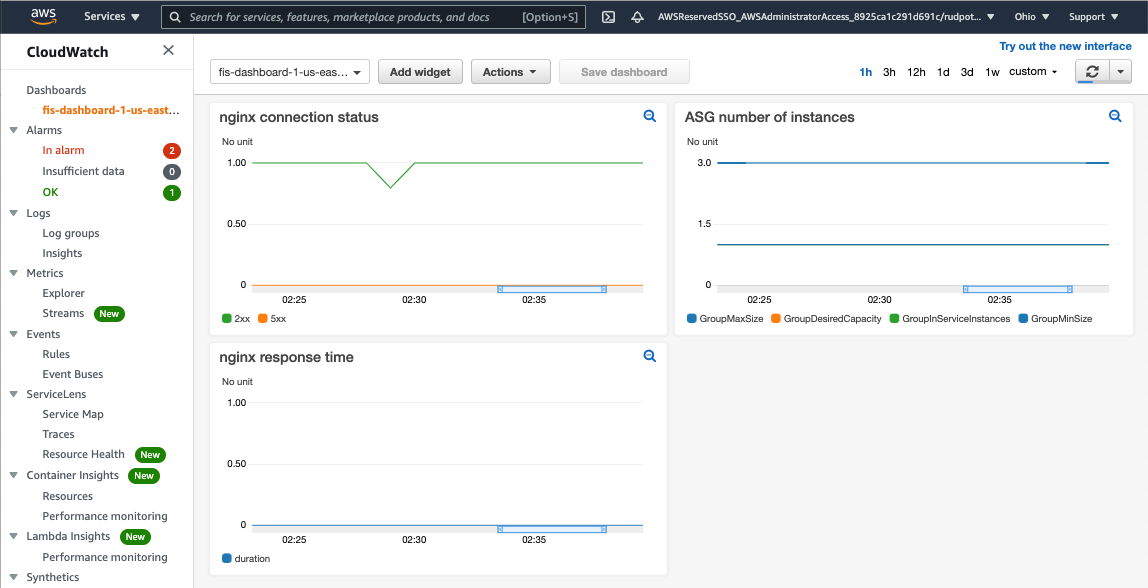 aws
Services
Search for services, features, marketplace products, and docs
[Option+S]
AWSReservedSSO_AWSAdministratorAccess_8925ca1c291d691c/rudpot...
Ohio
Support
CloudWatch
Dashboards
fis-dashboard-1-us-east...
Alarms
In alarm 2
Insufficient data 0
OK 1
Logs
Log groups
Insights
Metrics
Explorer
Streams New
Events
Rules
Event Buses
ServiceLens
Service Map
Traces
Resource Health New
Container Insights New
Resources
Performance monitoring
Lambda Insights New
Performance monitoring
Synthetics
Try out the new interface
fis-dashboard-1-us-eas...
Add widget
Actions
Save dashboard
1h 3h 12h 1d 3d 1w custom
nginx connection status
No unit
1.00
0.50
0
02:25 02:30 02:35
2xx 5xx
ASG number of instances
No unit
3.0
1.5
0
02:25 02:30 02:35
GroupMaxSize GroupDesiredCapacity GroupInServiceInstances GroupMinSize
nginx response time
No unit
1.00
0.50
0
02:25 02:30 02:35
duration